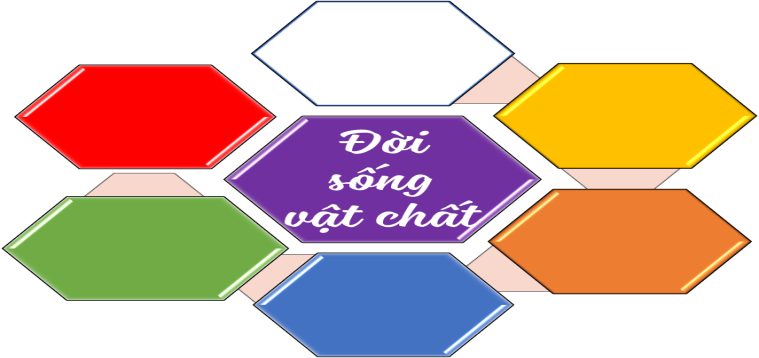 Đời
sống
vật chất